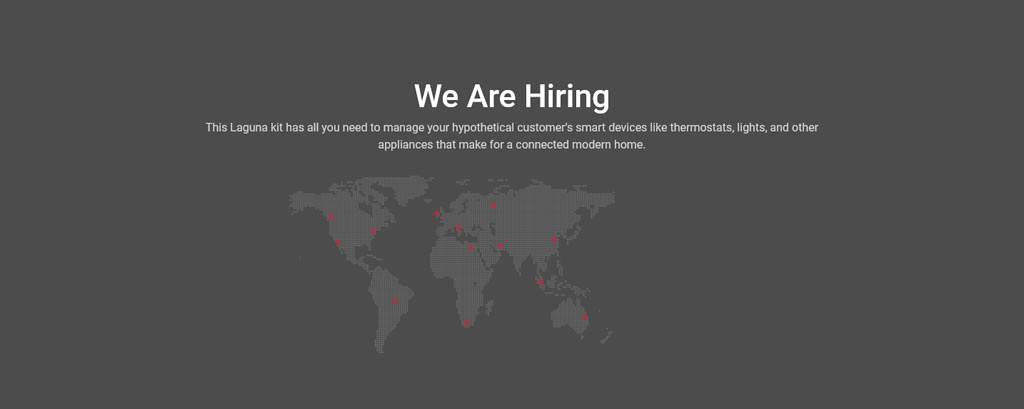 We Are Hiring
This Laguna kit has all you need to manage your hypothetical customer's smart devices like thermostats, lights, and other
appliances that make for a connected modern home.